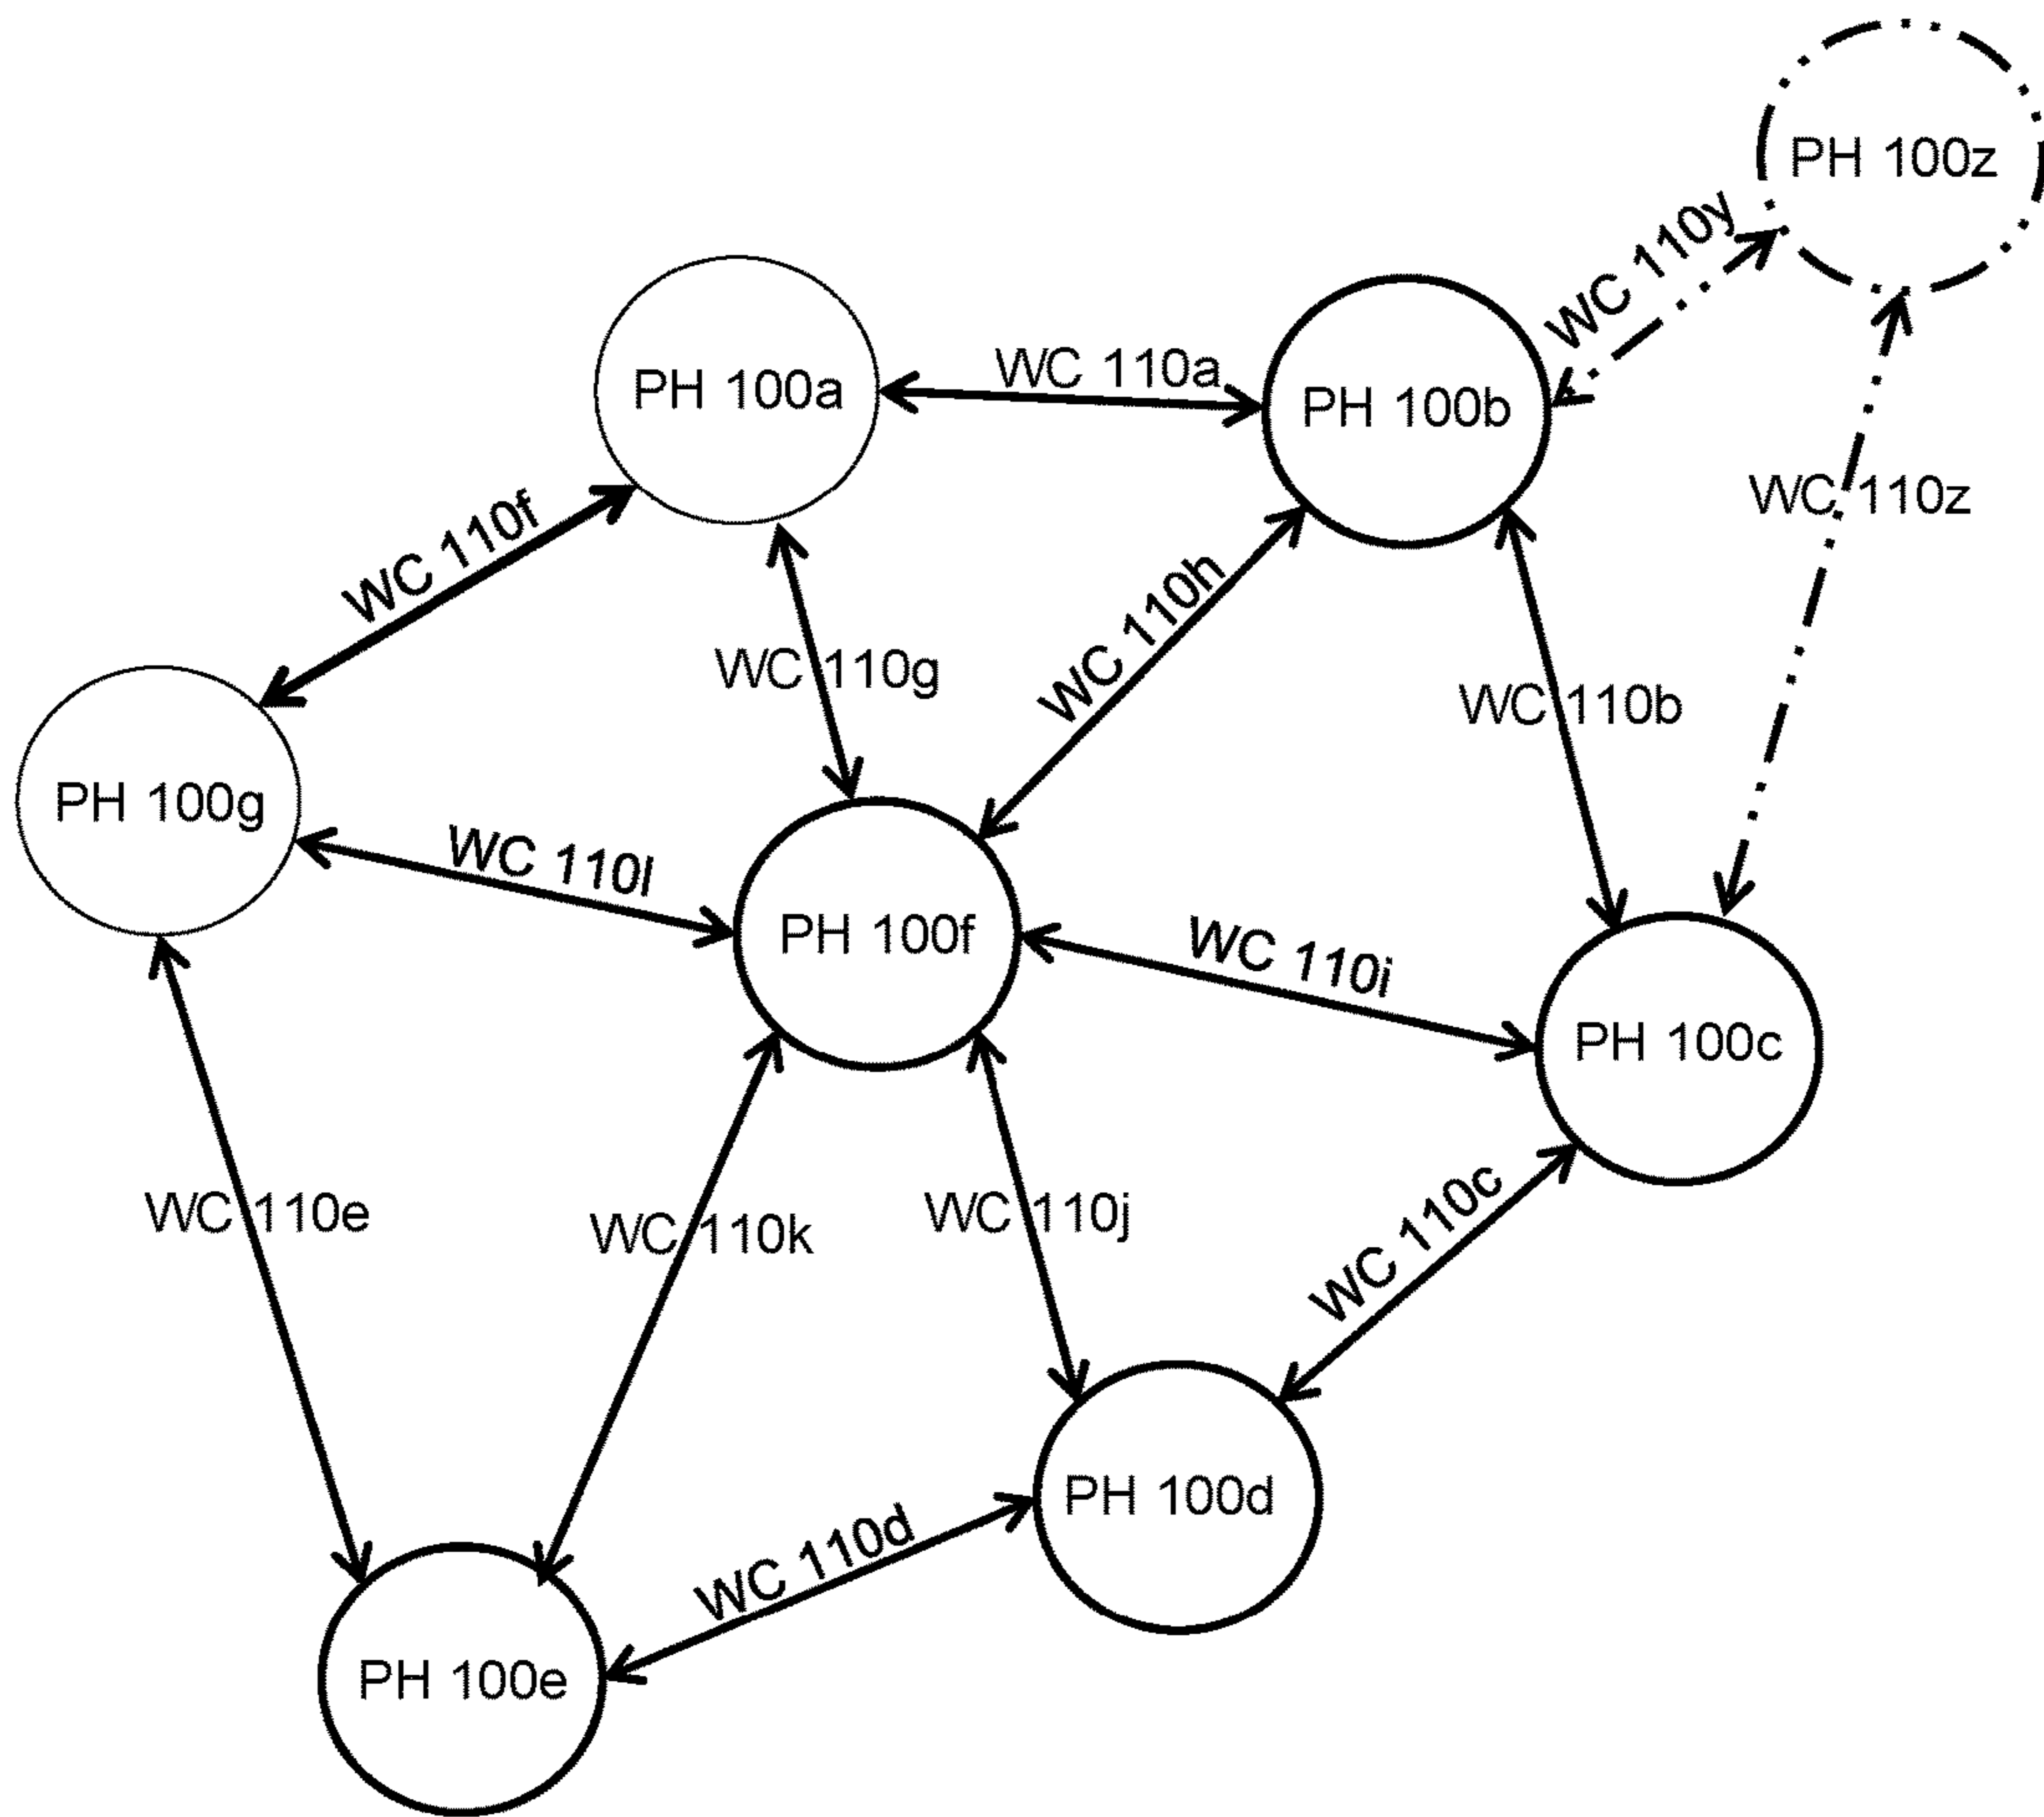 PH 100z
WC 110y
PH 100a
WC 110a
PH 100b
WC 110z
WC 110f
WC 110h
WC 110g
WC 110b
PH 100g
WC 110l
PH 100f
WC 110i
PH 100c
WC 110e
WC 110k
WC 110j
WC 110c
PH 100d
WC 110d
PH 100e